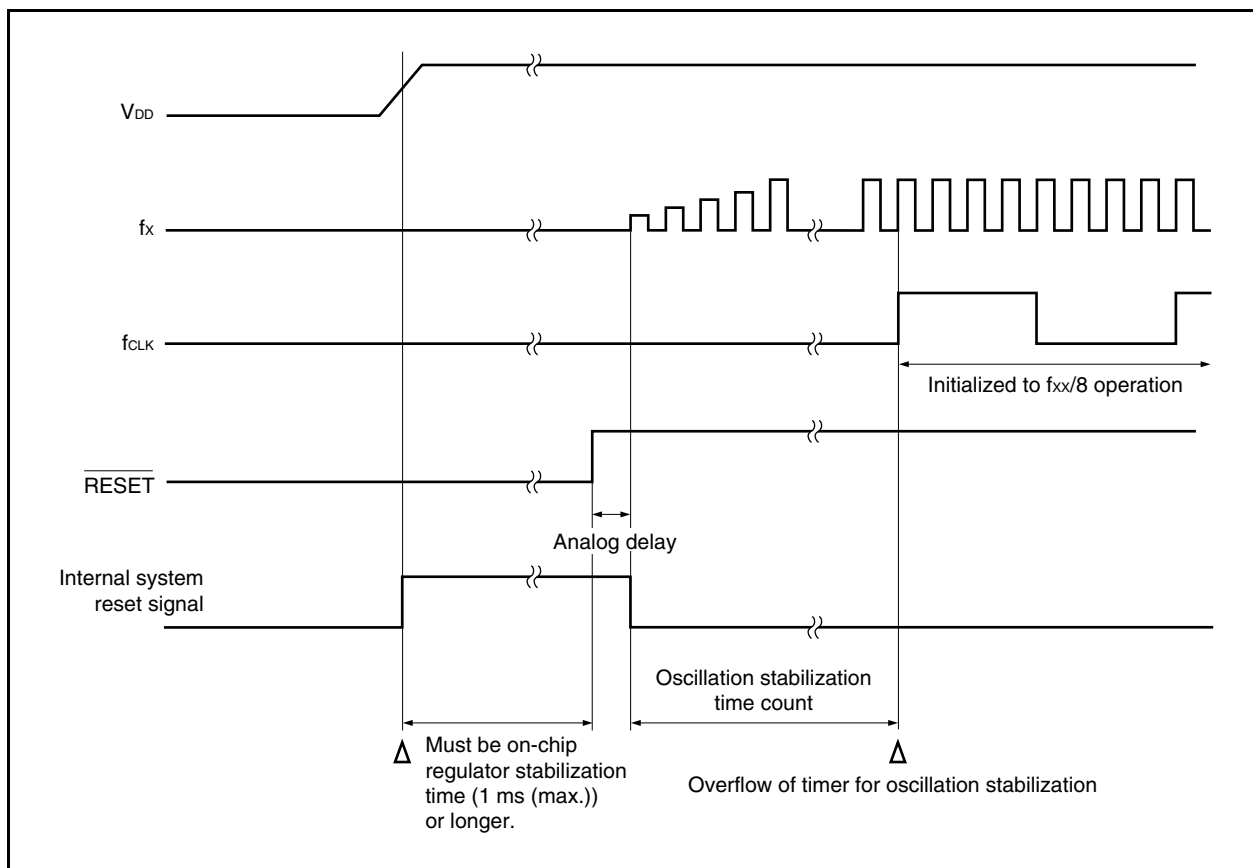 VDD
fX
fCLK
Initialized to fXX/8 operation
RESET
Analog delay
Internal system
reset signal
Oscillation stabilization
time count
Must be on-chip
regulator stabilization
time (1 ms (max.))
or longer.
Overflow of timer for oscillation stabilization